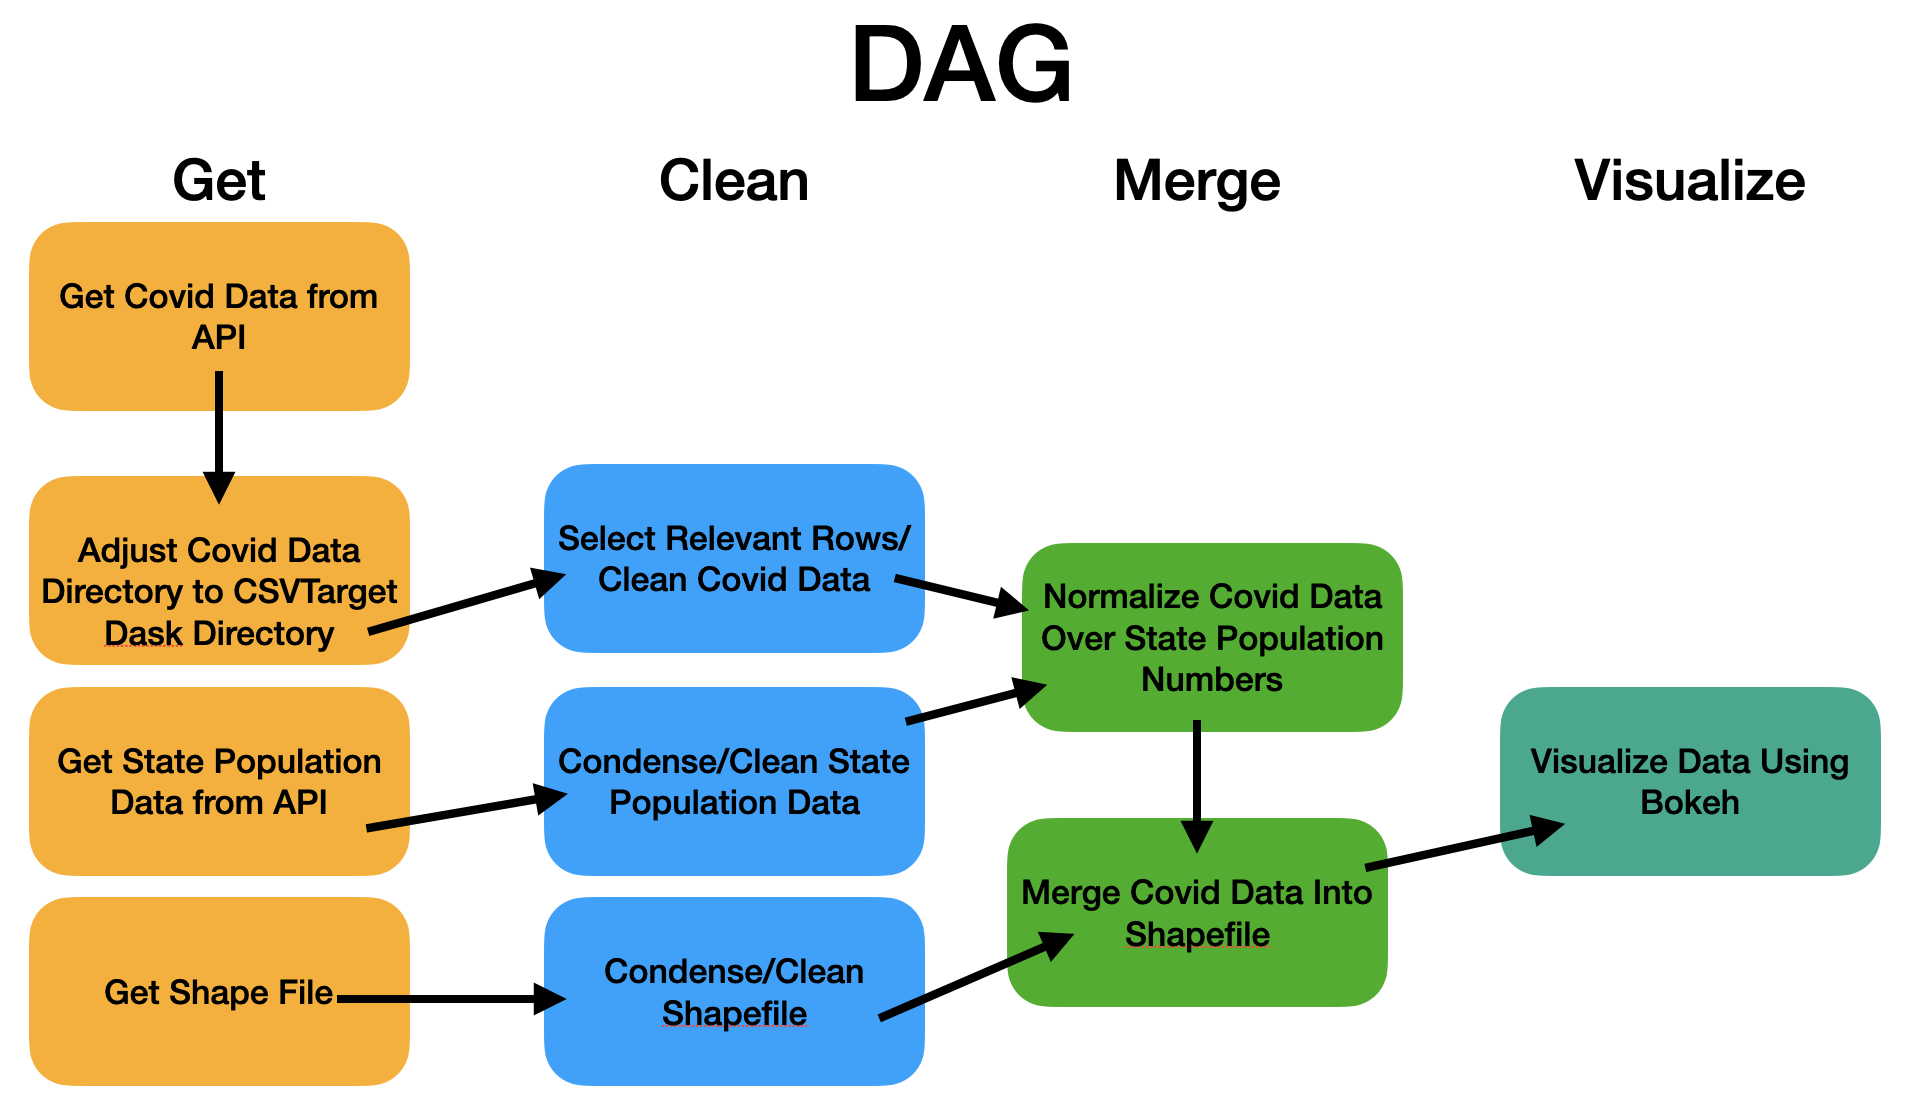 DAG
Get
Clean
Merge
Visualize
Get Covid Data from
API
Adjust Covid Data
Directory to CSVTarget
Dask Directory
Get State Population
Data from API
Get Shape File
Select Relevant Rows/
Clean Covid Data
Condense/Clean State
Population Data
Condense/Clean
Shapefile
Normalize Covid Data
Over State Population
Numbers
Merge Covid Data Into
Shapefile
Visualize Data Using
Bokeh